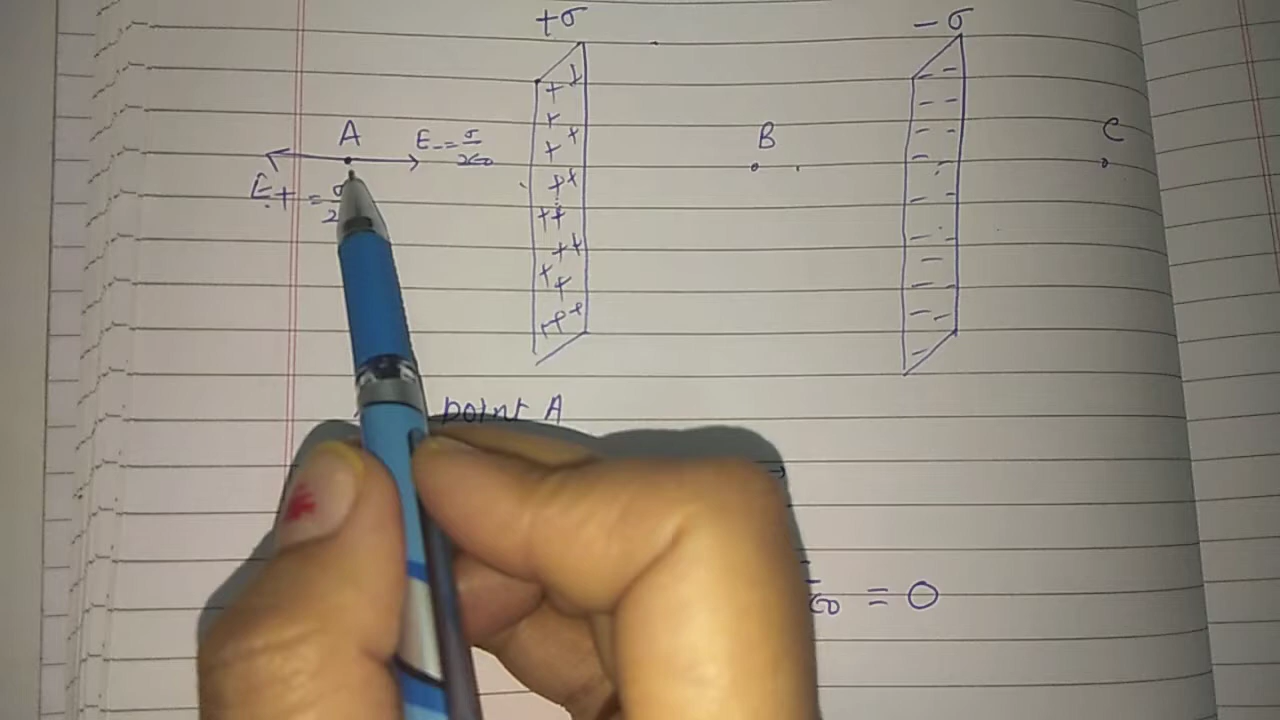 +σ
-σ
A
B
C
E- = σ/2ε0
E+ = σ/2
point A
ε0 = 0